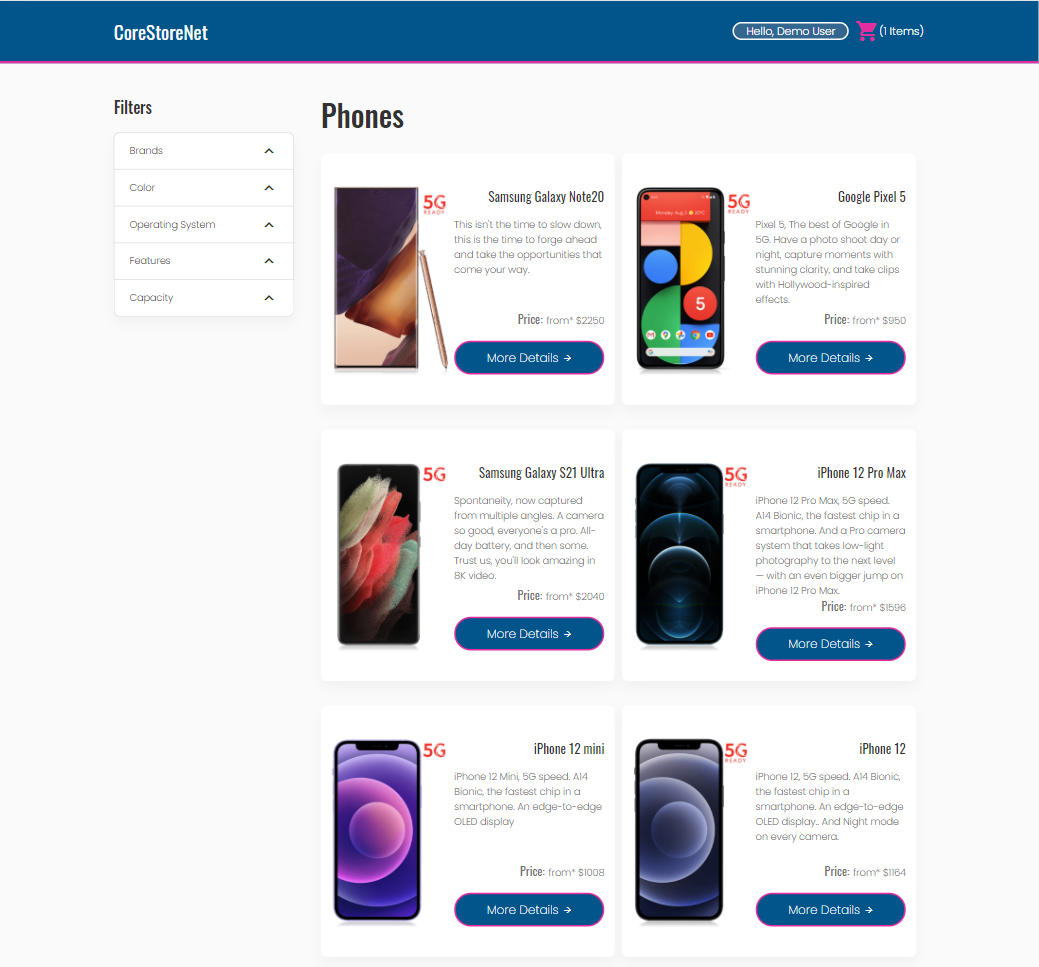 CoreStoreNet
Hello, Demo User
(1 Items)
Filters
Brands
Color
Operating System
Features
Capacity
Phones
5G
READY
Samsung Galaxy Note20
This isn't the time to slow down,
this is the time to forge ahead
and take the opportunities that
come your way.
Price: from* $2250
More Details →
5G
READY
Google Pixel 5
Pixel 5, The best of Google in
5G. Have a photo shoot day or
night, capture moments with
stunning clarity, and take clips
with Hollywood-inspired
effects.
Price: from* $950
More Details →
5
5G
Samsung Galaxy S21 Ultra
Spontaneity, now captured
from multiple angles. A camera
so good, everyone's a pro. All-
day battery, and then some.
Trust us, you'll look amazing in
8K video.
Price: from* $2040
More Details →
5G
READY
iPhone 12 Pro Max
iPhone 12 Pro Max, 5G speed.
A14 Bionic, the fastest chip in a
smartphone. And a Pro camera
system that takes low-light
photography to the next level
— with an even bigger jump on
iPhone 12 Pro Max.
Price: from* $1596
More Details →
5G
iPhone 12 mini
iPhone 12 Mini, 5G speed. A14
Bionic, the fastest chip in a
smartphone. An edge-to-edge
OLED display
Price: from* $1008
More Details →
5G
READY
iPhone 12
iPhone 12, 5G speed. A14 Bionic,
the fastest chip in a
smartphone. An edge-to-edge
OLED display.. And Night mode
on every camera.
Price: from* $1164
More Details →